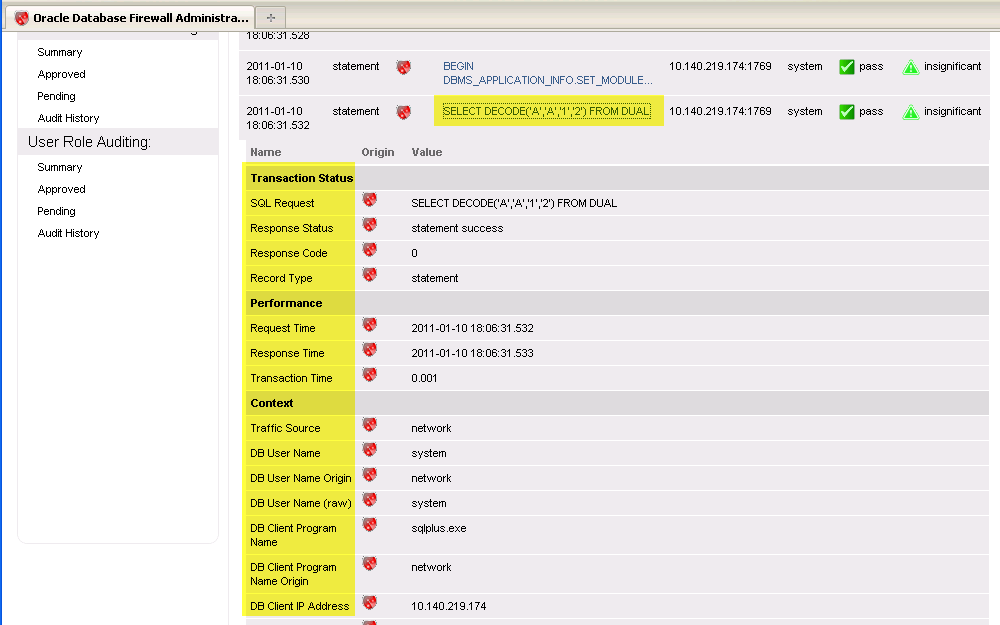 Oracle Database Firewall Administra...
Summary
Approved
Pending
Audit History
User Role Auditing:
Summary
Approved
Pending
Audit History
18:06:31.528
2011-01-10
18:06:31.530
statement
BEGIN
DBMS_APPLICATION_INFO.SET_MODULE...
10.140.219.174:1769
system
pass
insignificant
2011-01-10
18:06:31.532
statement
SELECT DECODE('A','A','1','2') FROM DUAL
10.140.219.174:1769
system
pass
insignificant
Name Origin Value
Transaction Status
SQL Request SELECT DECODE('A','A','1','2') FROM DUAL
Response Status statement success
Response Code 0
Record Type statement
Performance
Request Time 2011-01-10 18:06:31.532
Response Time 2011-01-10 18:06:31.533
Transaction Time 0.001
Context
Traffic Source network
DB User Name system
DB User Name Origin network
DB User Name (raw) system
DB Client Program
Name
sqlplus.exe
DB Client Program
Name Origin
network
DB Client IP Address 10.140.219.174